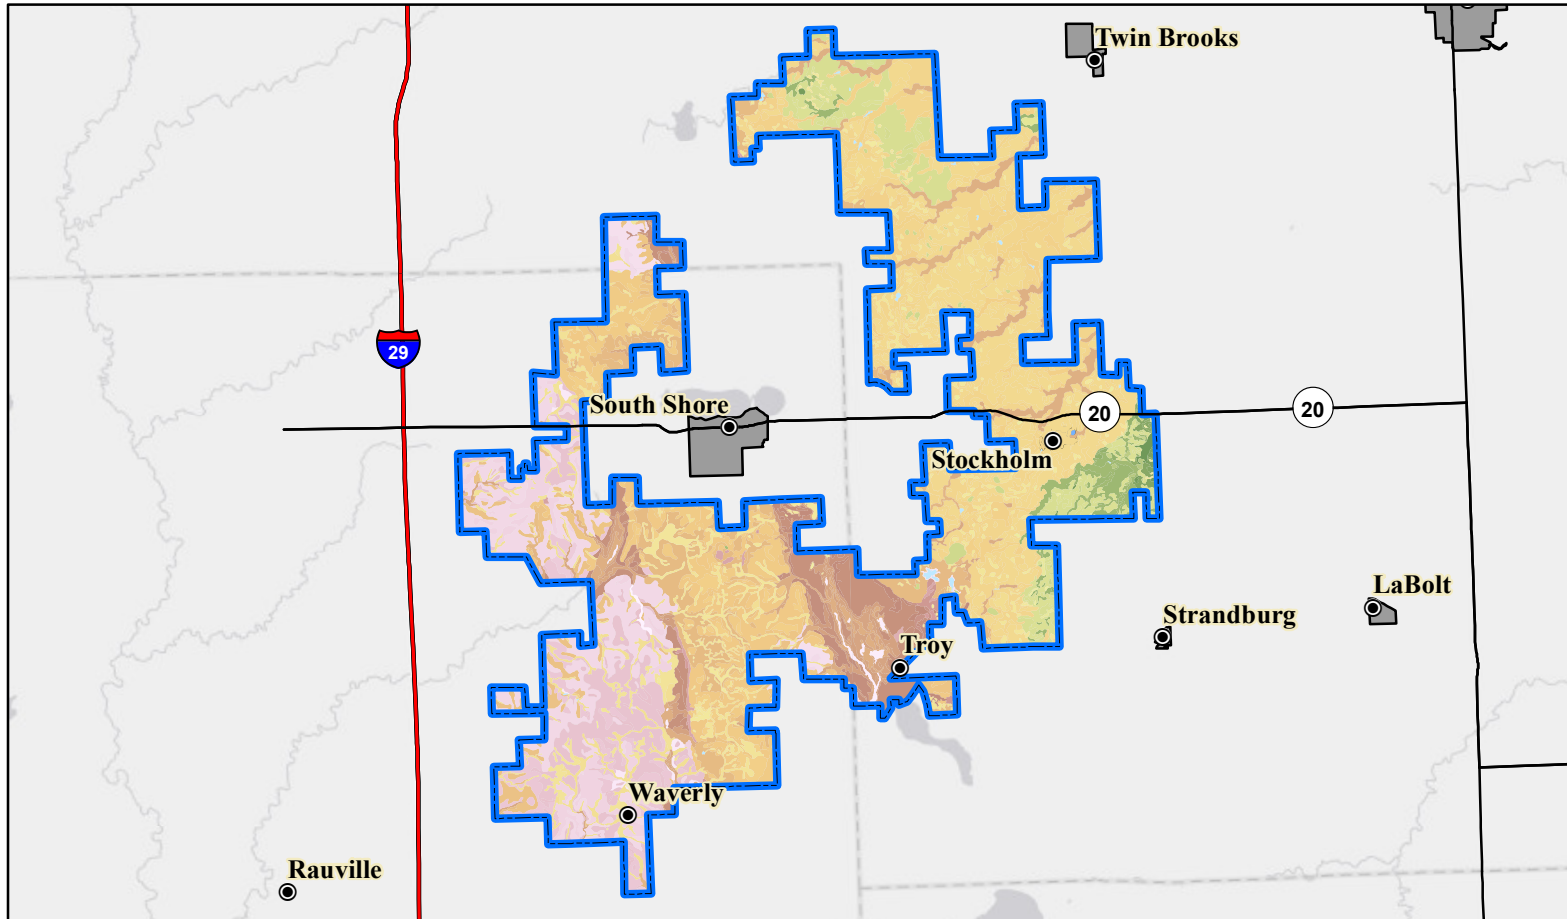 Twin Brooks
29
South Shore
20
20
Stockholm
LaBolt
Strandburg
Troy
Waverly
Rauville